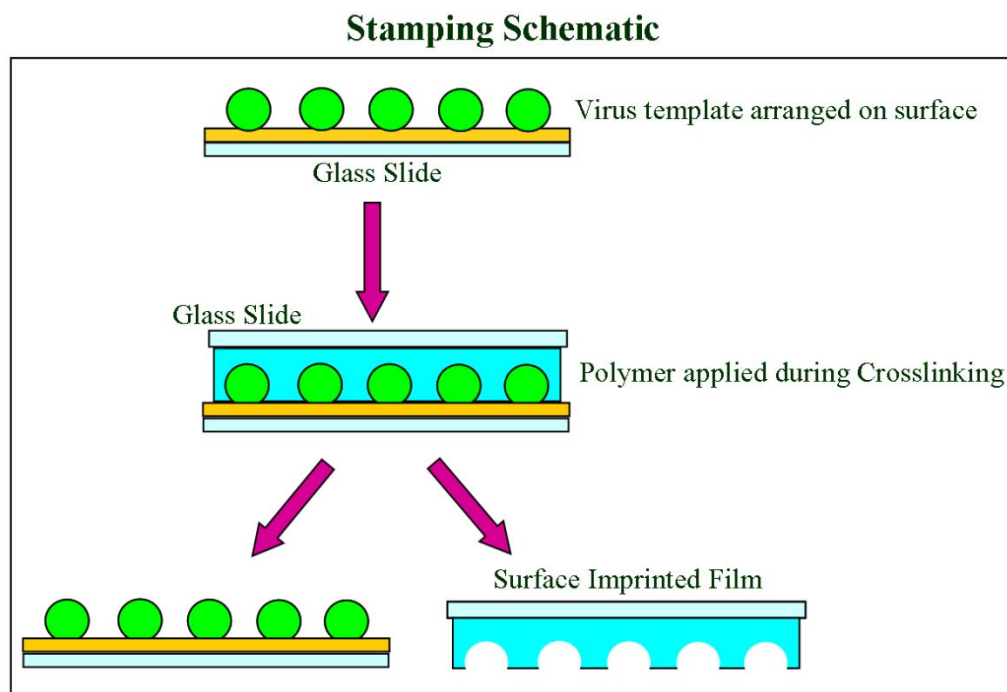 Stamping Schematic
Virus template arranged on surface
Glass Slide
Glass Slide
Polymer applied during Crosslinking
Surface Imprinted Film